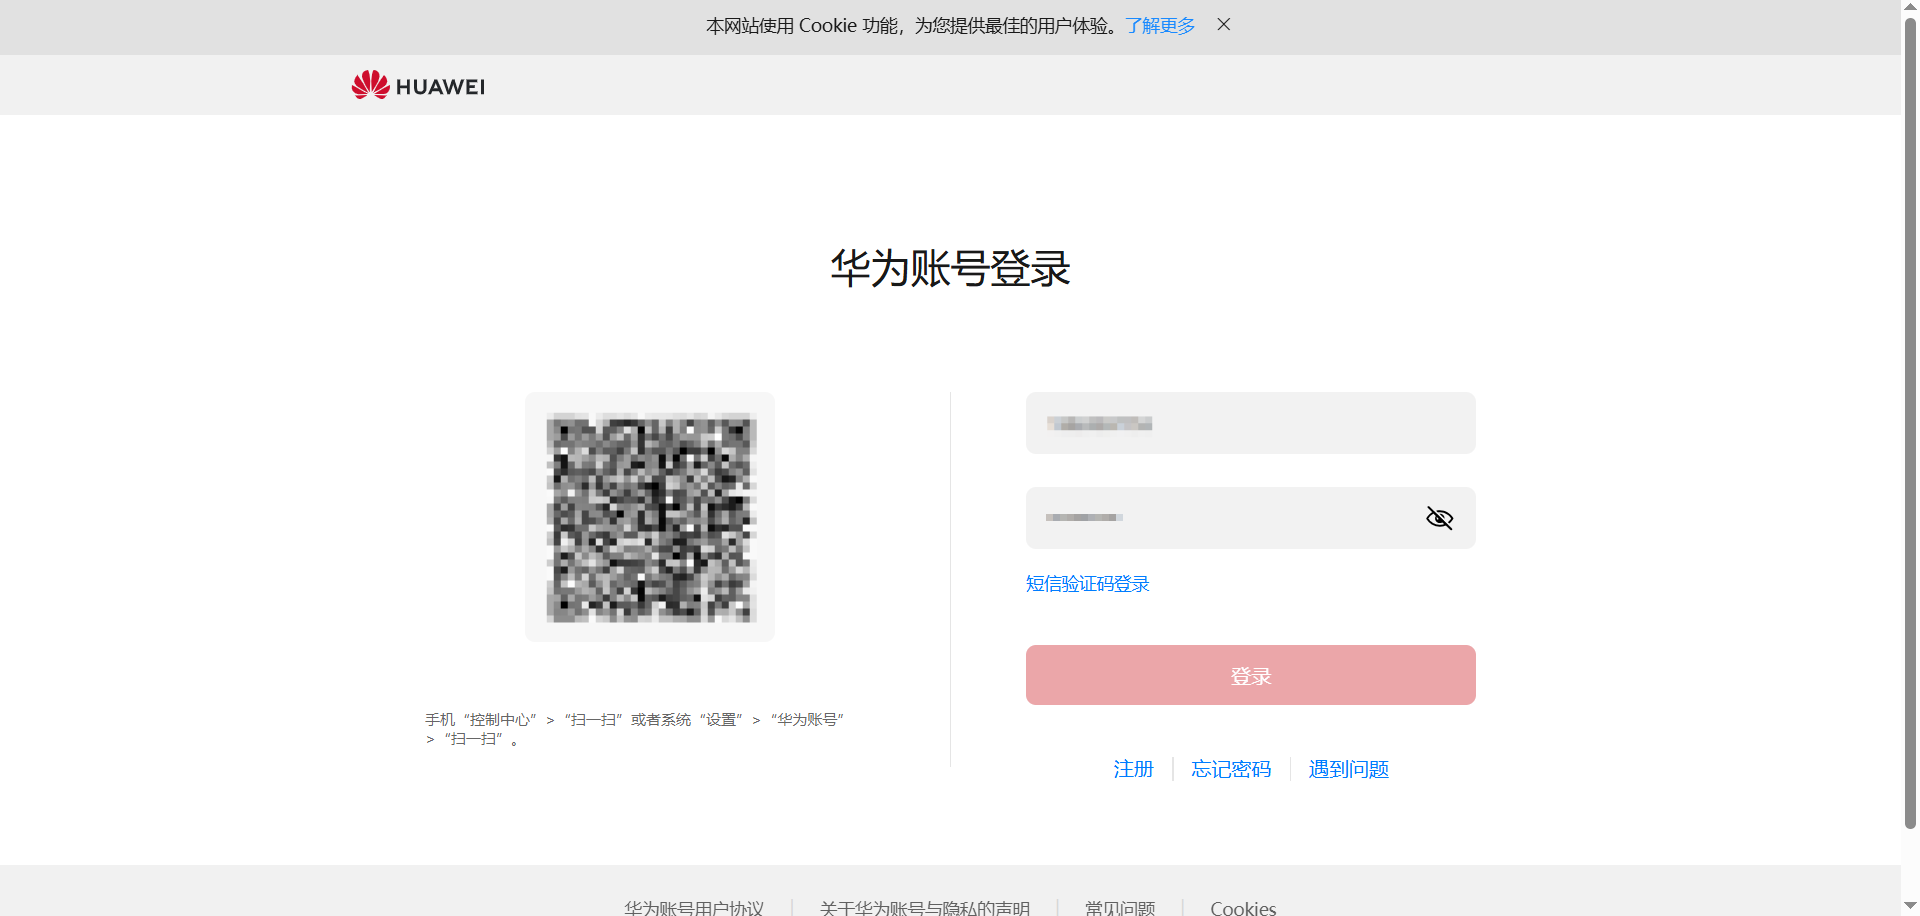 本网站使用 Cookie 功能，为您提供最佳的用户体验。了解更多
HUAWEI
华为账号登录
短信验证码登录
登录
手机“控制中心” > “扫一扫”或者系统“设置” > “华为账号”
> “扫一扫” 。
注册
忘记密码
遇到问题
华为账号用户协议
关于华为账号与隐私的声明
常见问题
Cookies